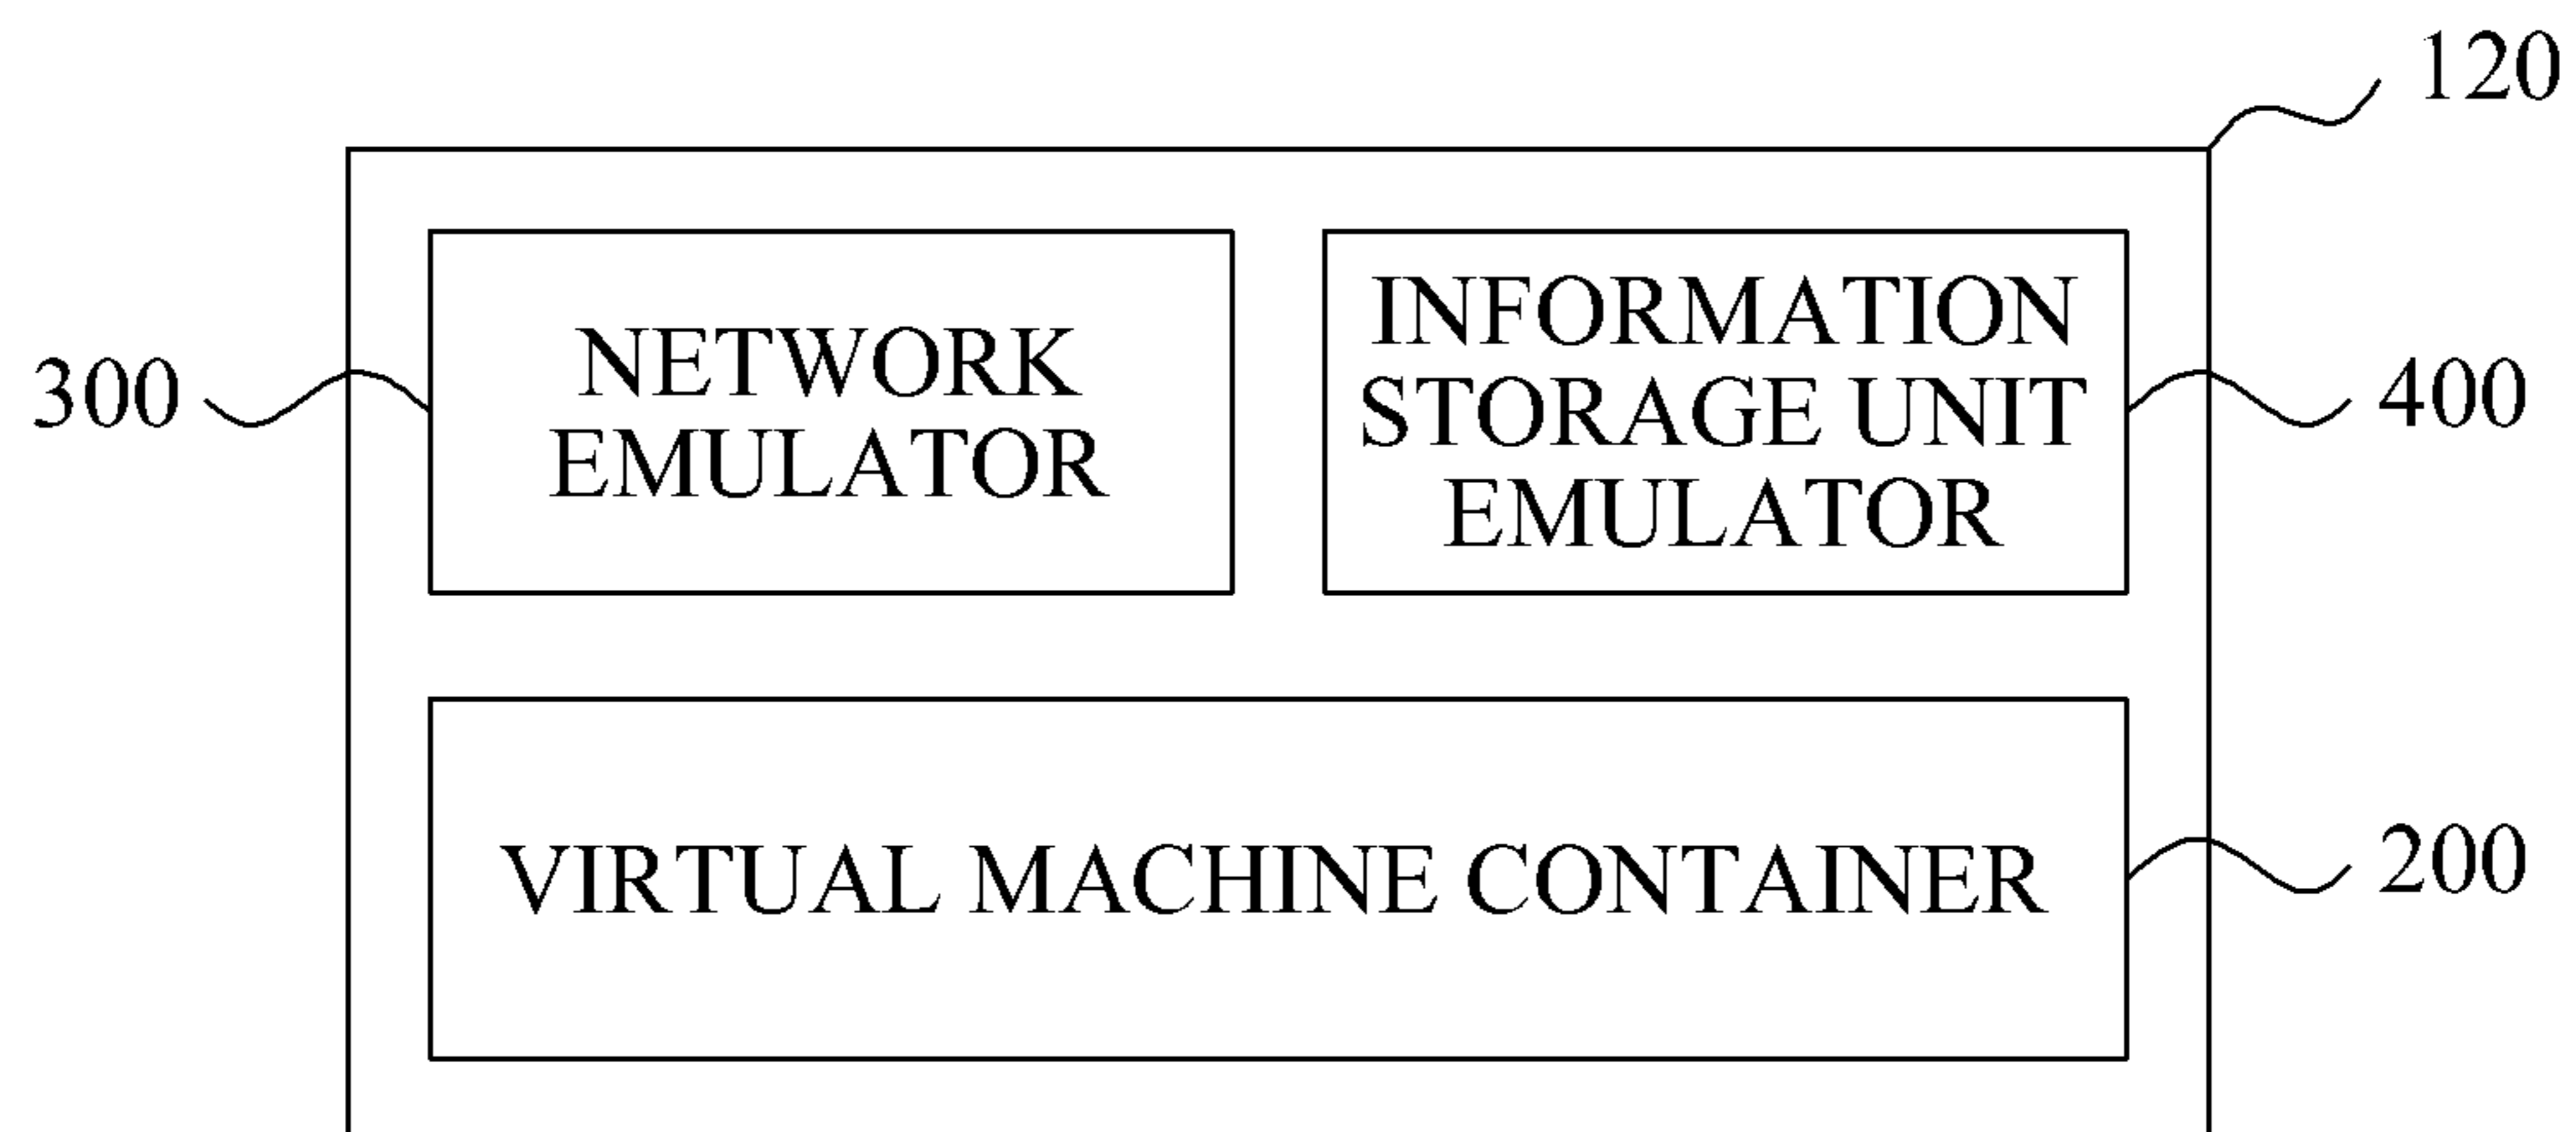 120
NETWORK
EMULATOR
300
INFORMATION
STORAGE UNIT
EMULATOR
400
VIRTUAL MACHINE CONTAINER
200